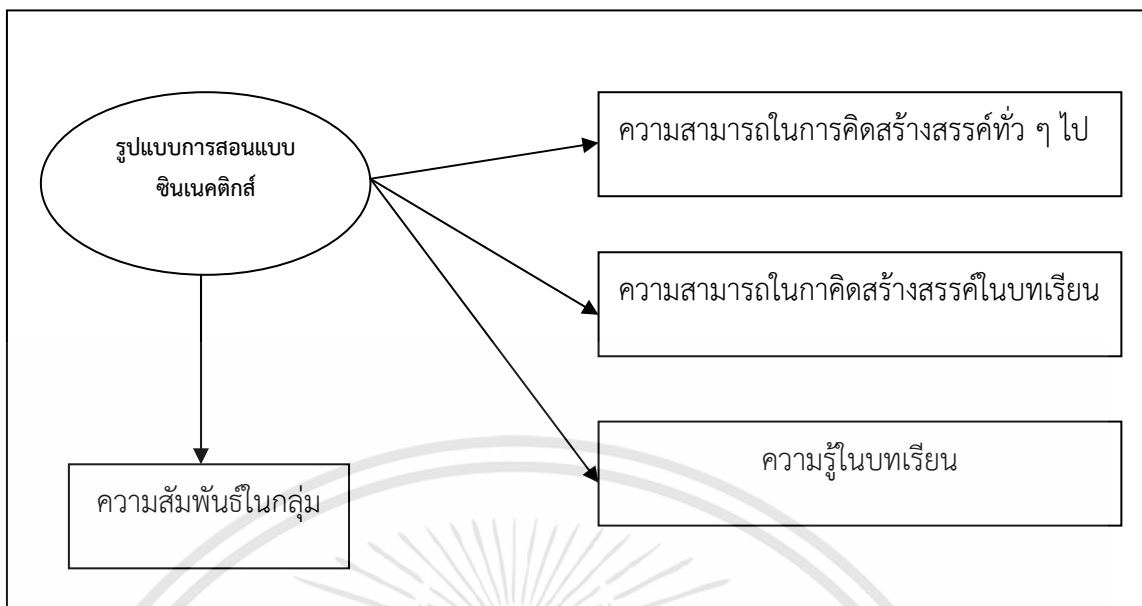 รูปแบบการสอนแบบ
ซินเนคติกส์
ความสามารถในการคิดสร้างสรรค์ทั่ว ๆ ไป
ความสามารถในกาคิดสร้างสรรค์ในบทเรียน
ความรู้ในบทเรียน
ความสัมพันธ์ในกลุ่ม